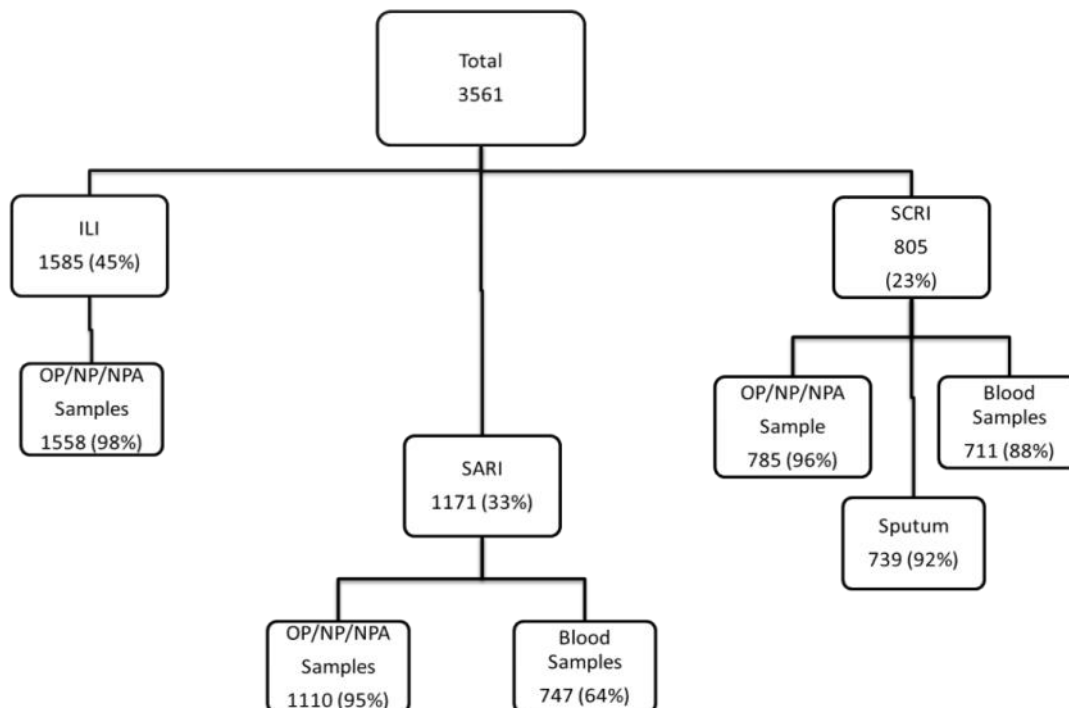 Total
3561
ILI
1585 (45%)
OP/NP/NPA
Samples
1558 (98%)
SARI
1171 (33%)
OP/NP/NPA
Samples
1110 (95%)
Blood
Samples
747 (64%)
SCRI
805
(23%)
OP/NP/NPA
Sample
785 (96%)
Sputum
739 (92%)
Blood
Samples
711 (88%)